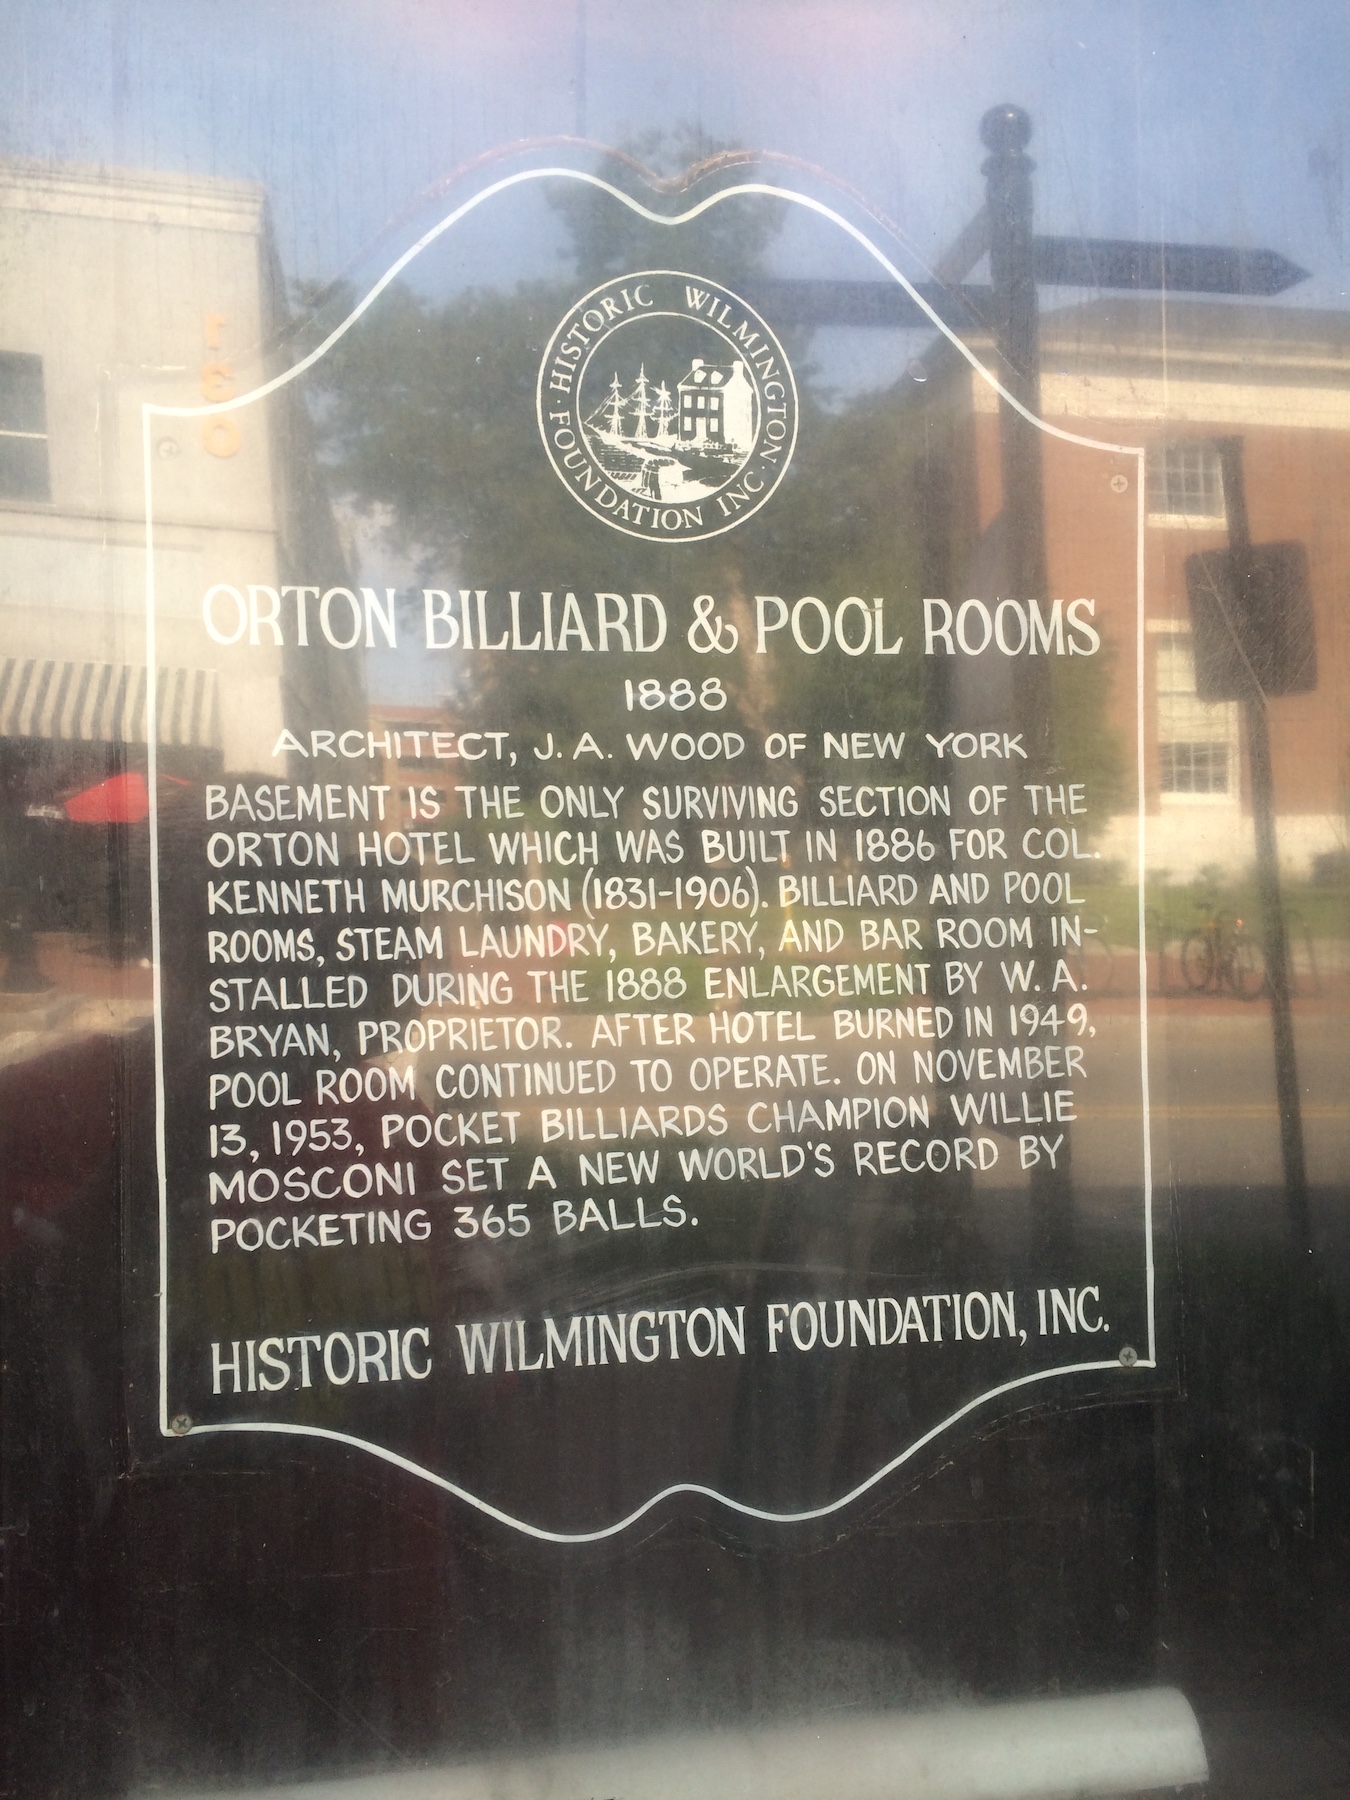 HISTORIC WILMINGTON
FOUNDATION INC
ORTON BILLIARD & POOL ROOMS
1888
ARCHITECT, J. A. WOOD OF NEW YORK
BASEMENT IS THE ONLY SURVIVING SECTION OF THE
ORTON HOTEL WHICH WAS BUILT IN 1886 FOR COL.
KENNETH MURCHISON (1831-1906). BILLIARD AND POOL
ROOMS, STEAM LAUNDRY, BAKERY, AND BAR ROOM IN-
STALLED DURING THE 1888 ENLARGEMENT BY W. A.
BRYAN, PROPRIETOR. AFTER HOTEL BURNED IN 1949,
POOL ROOM CONTINUED TO OPERATE. ON NOVEMBER
13, 1953, POCKET BILLIARDS CHAMPION WILLIE
MOSCONI SET A NEW WORLD'S RECORD BY
POCKETING 365 BALLS.
HISTORIC WILMINGTON FOUNDATION, INC.